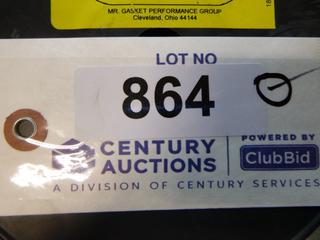 MR. GASKET PERFORMANCE GROUP
Cleveland, Ohio 44144
LOT NO
864
CENTURY
AUCTIONS
POWERED BY
ClubBid
A DIVISION OF CENTURY SERVICES